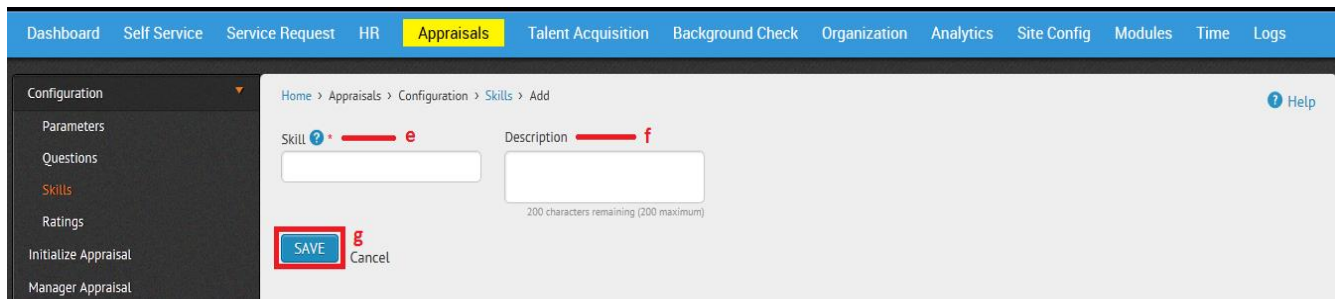 Dashboard Self Service Service Request HR Appraisals Talent Acquisition Background Check Organization Analytics Site Config Modules Time Logs
Configuration
Parameters
Questions
Skills
Ratings
Initialize Appraisal
Manager Appraisal
Home > Appraisals > Configuration > Skills > Add
? Help
Skill ? * e
Description f
200 characters remaining (200 maximum)
SAVE g
Cancel